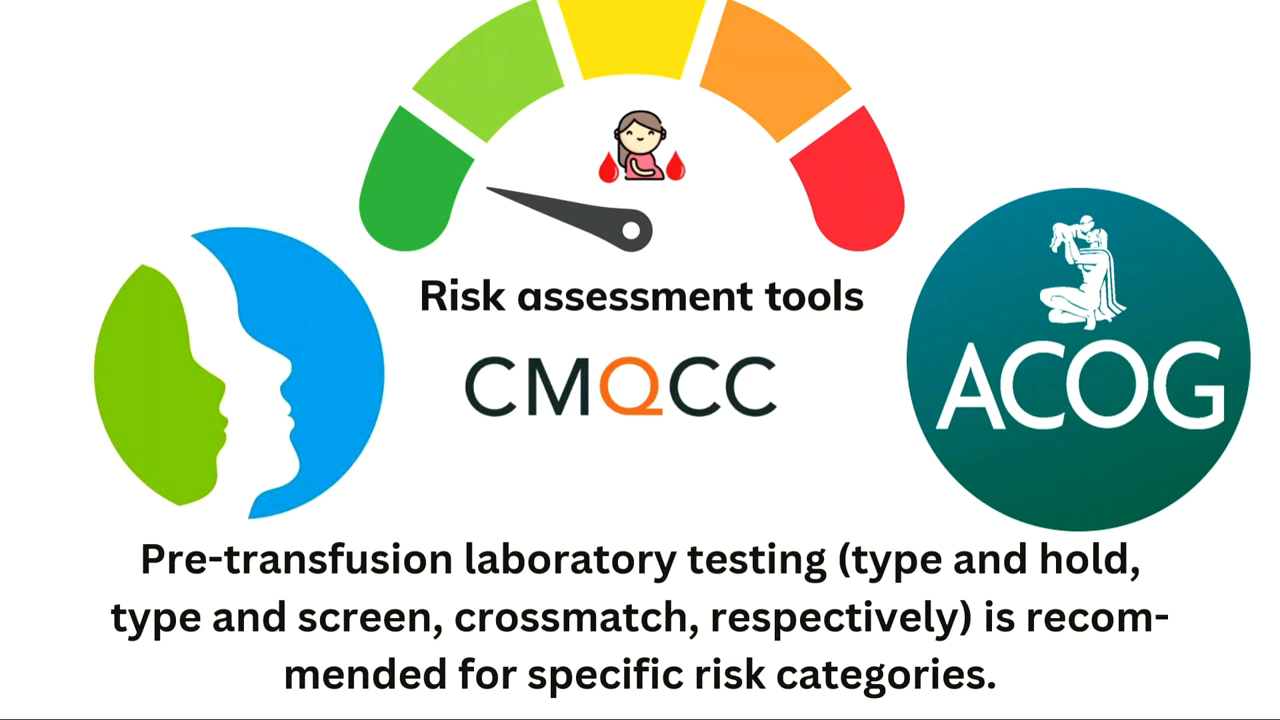 Risk assessment tools
CMQCC
ACOG
Pre-transfusion laboratory testing (type and hold,
type and screen, crossmatch, respectively) is recom-
mended for specific risk categories.